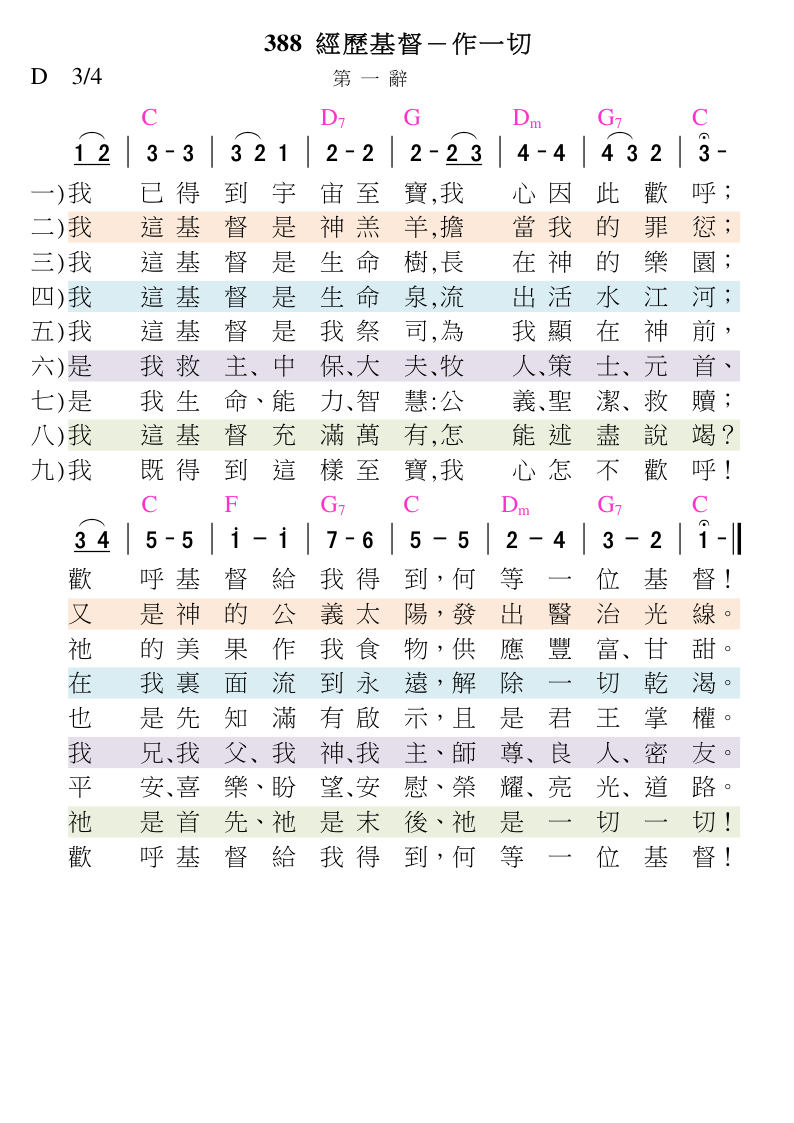 388 經歷基督－作一切
D 3/4 第一辭
C D7 G Dm G7 C
1 2 | 3 - 3 | 3 2 1 | 2 - 2 | 2 - 2 3 | 4 - 4 | 4 3 2 | 3 -
一)我已得到宇宙至寶,我心因此歡呼；
二)我這基督是神羔羊,擔當我的罪愆；
三)我這基督是生命樹,長在神的樂園；
四)我這基督是生命泉,流出活水江河；
五)我這基督是我祭司,為我顯在神前，
六)是我救主、中保、大夫、牧人、策士、元首、
七)是我生命、能力、智慧:公義、聖潔、救贖；
八)我這基督充滿萬有,怎能述盡說竭？
九)我既得到這樣至寶,我心怎不歡呼！
C F G7 C Dm G7 C
3 4 | 5 - 5 | i － i | 7 - 6 | 5 － 5 | 2 － 4 | 3 － 2 | 1 - ‖
歡呼基督給我得到，何等一位基督！
又是神的公義太陽，發出醫治光線。
祂的美果作我食物，供應豐富、甘甜。
在我裏面流到永遠，解除一切乾渴。
也是先知滿有啟示，且是君王掌權。
我兄、我父、我神、我主、師尊、良人、密友。
平安、喜樂、盼望、安慰、榮耀、亮光、道路。
祂是首先、祂是末後、祂是一切一切！
歡呼基督給我得到，何等一位基督！